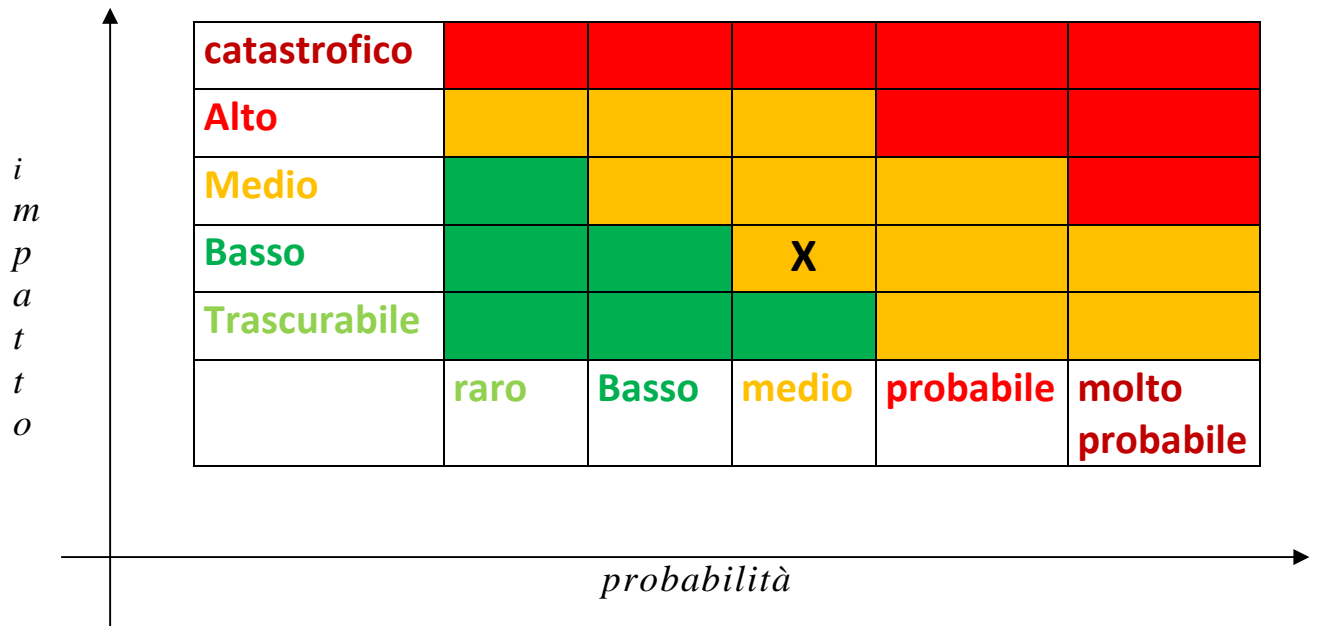 catastrofico
Alto
Medio
Basso
X
Trascurabile
raro
Basso
medio
probabile
molto
probabile
i
m
p
a
t
t
o
probabilità